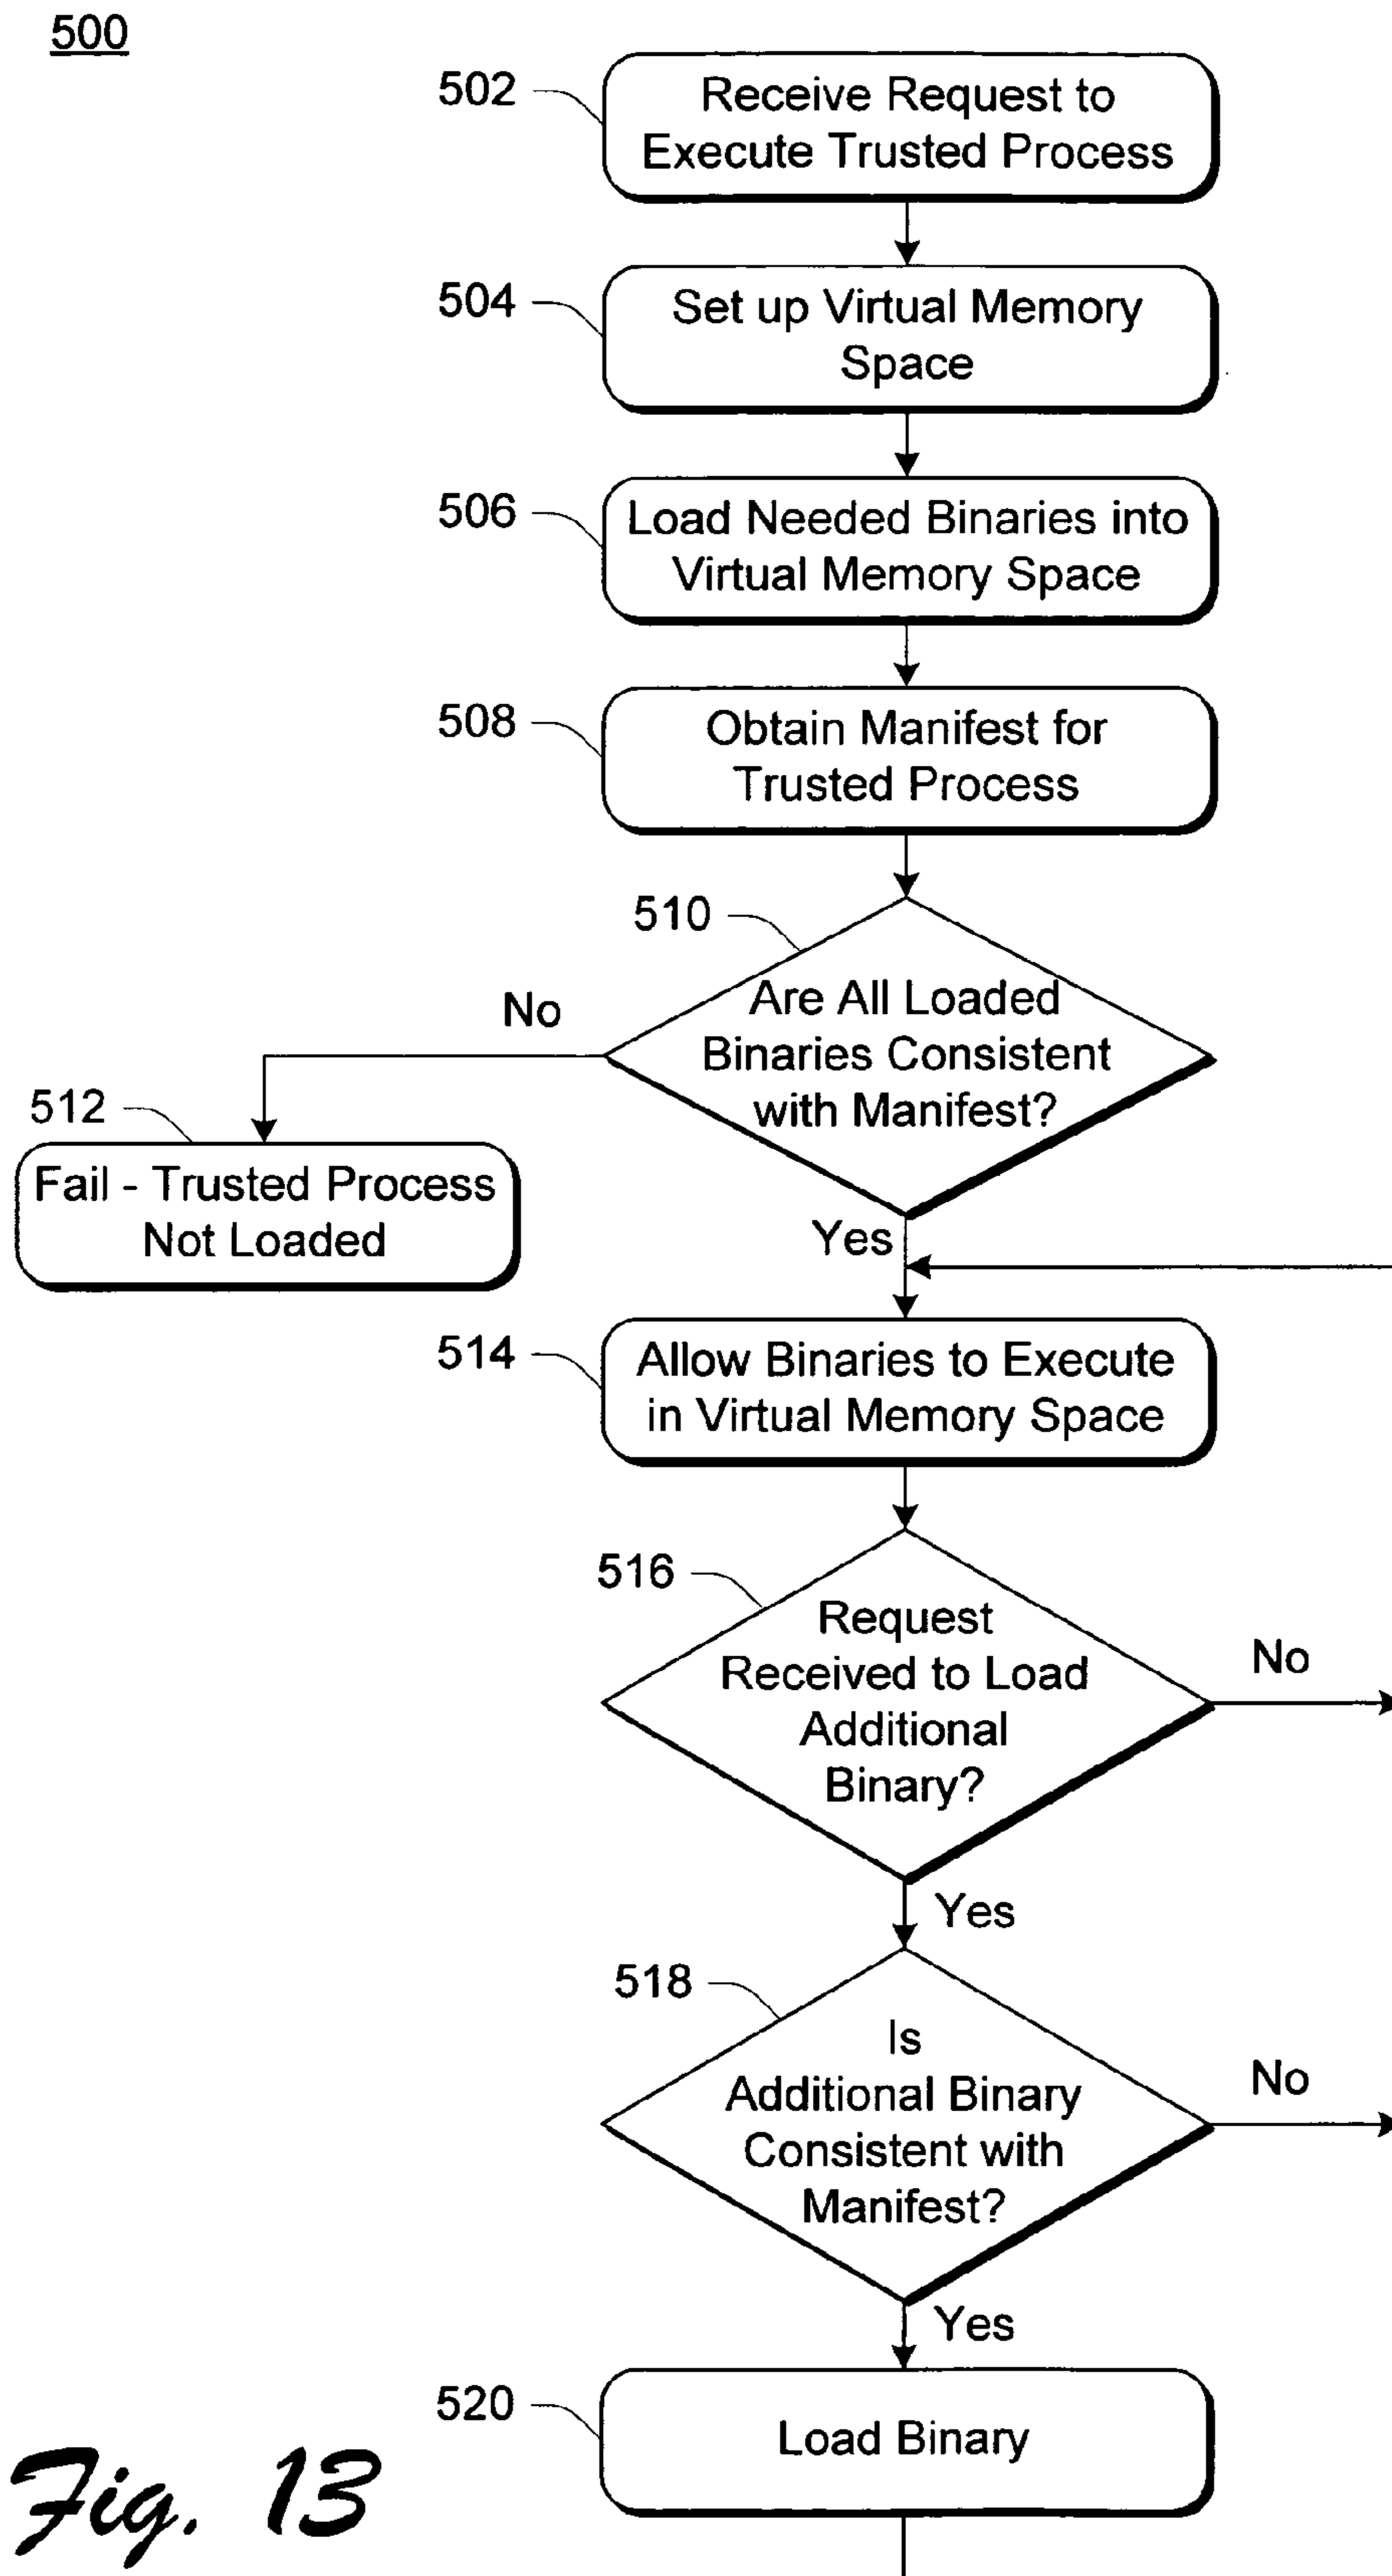 500
502
Receive Request to
Execute Trusted Process
504
Set up Virtual Memory
Space
506
Load Needed Binaries into
Virtual Memory Space
508
Obtain Manifest for
Trusted Process
510
Are All Loaded
Binaries Consistent
with Manifest?
No
512
Fail - Trusted Process
Not Loaded
Yes
514
Allow Binaries to Execute
in Virtual Memory Space
516
Request
Received to Load
Additional
Binary?
No
Yes
518
Is
Additional Binary
Consistent with
Manifest?
No
Yes
520
Load Binary
Fig. 13